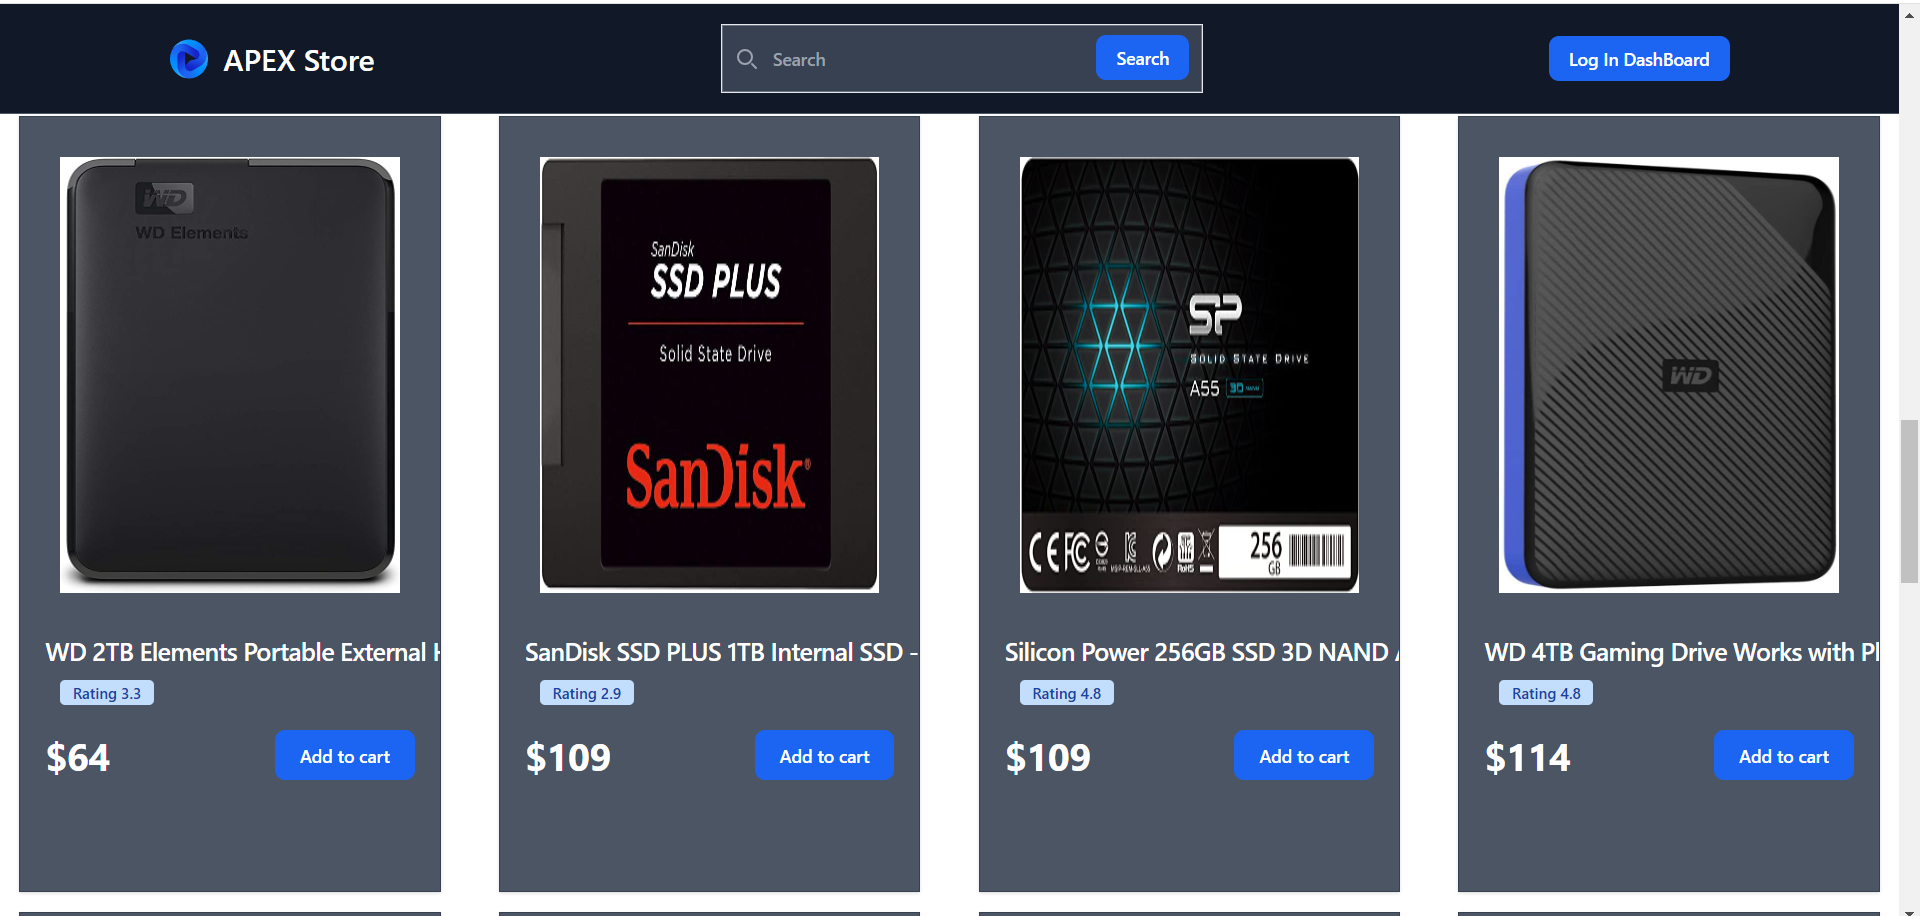 APEX Store
Search
Search
Log In DashBoard
WD
WD Elements
SanDisk
SSD PLUS
Solid State Drive
SanDisk®
SP
SOLID STATE DRIVE
A55 3D NAND
CE FC
RoHS
256
GB
WD
WD 2TB Elements Portable External H
SanDisk SSD PLUS 1TB Internal SSD -
Silicon Power 256GB SSD 3D NAND A
WD 4TB Gaming Drive Works with Pl
Rating 3.3
Rating 2.9
Rating 4.8
Rating 4.8
$64
Add to cart
$109
Add to cart
$109
Add to cart
$114
Add to cart